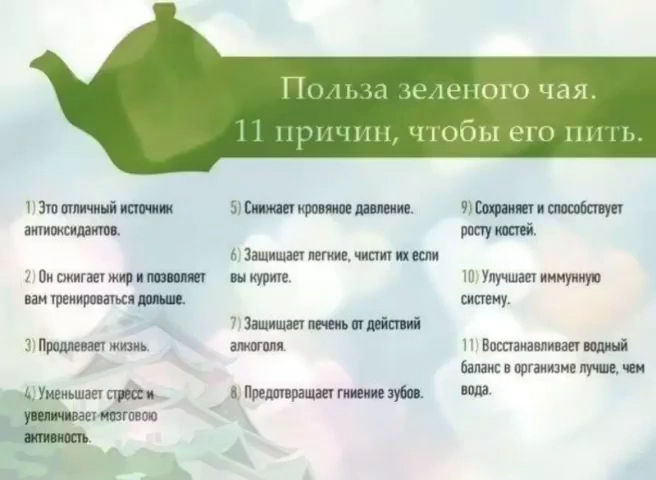 Польза зеленого чая.
11 причин, чтобы его пить.
1) Это отличный источник
антиоксидантов.
2) Он сжигает жир и позволяет
вам тренироваться дольше.
3) Продлевает жизнь.
4) Уменьшает стресс и
увеличивает мозговою
активность.
5) Снижает кровяное давление.
6) Защищает легкие, чистит их если
вы курите.
7) Защищает печень от действий
алкоголя.
8) Предотвращает гниение зубов.
9) Сохраняет и способствует
росту костей.
10) Улучшает иммунную
систему.
11) Восстанавливает водный
баланс в организме лучше, чем
вода.